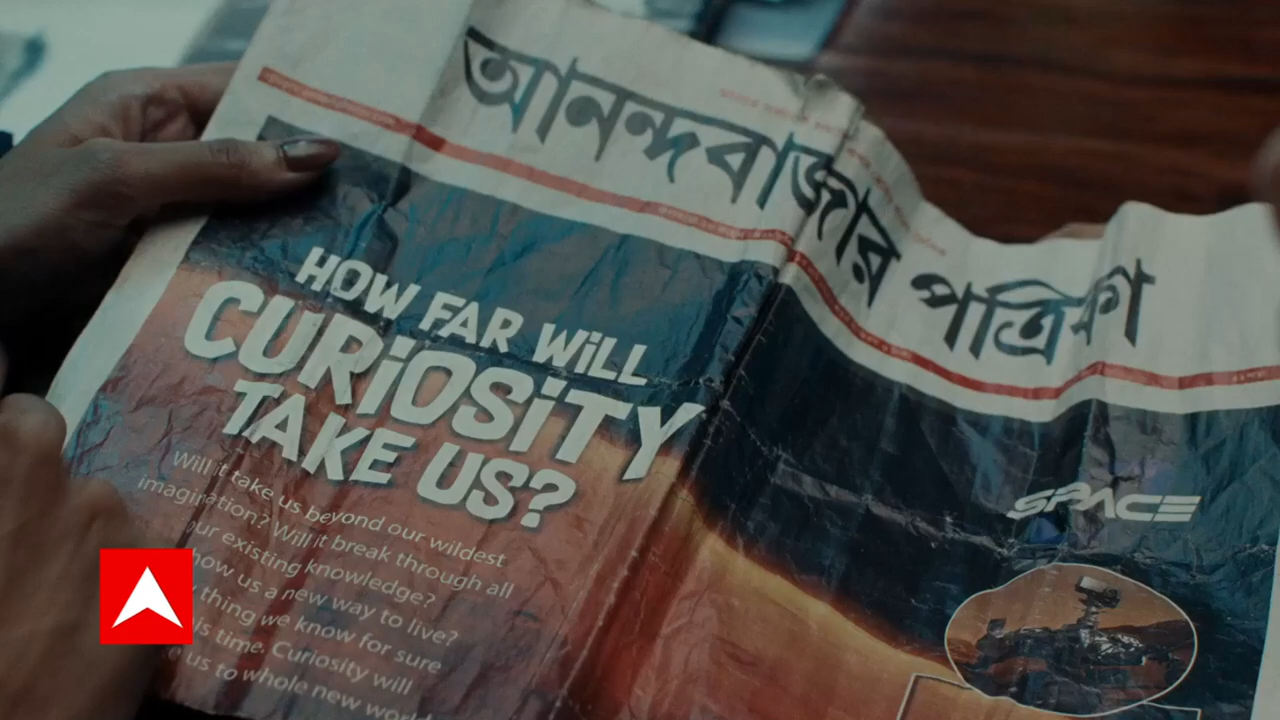 আনন্দবাজার পত্রিকা
HOW FAR WiLL
CURiOSiTY
TAKE US?
Will it take us beyond our wildest
imagination? Will it break through all
our existing knowledge?
how us a new way to live?
thing we know for sure
is time. Curiosity will
e us to whole new world
SPACE